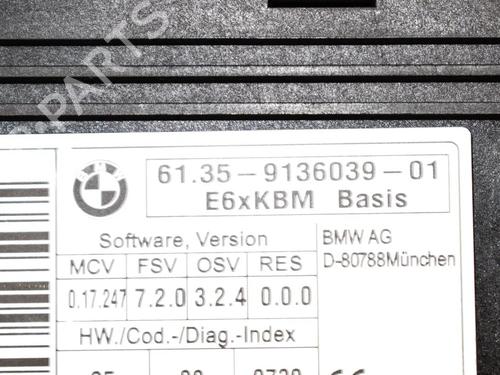 B-PARTS
61.35 - 9136039 - 01
E6xKBM Basis
Software, Version
MCV FSV OSV RES
0.17.247 7.2.0 3.2.4 0.0.0
HW./Cod.-/Diag.-Index
BMW AG
D-80788München